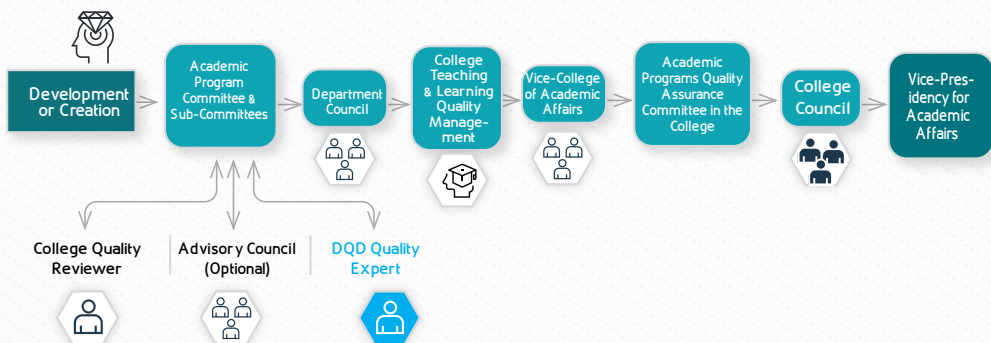 Development
or Creation
Academic
Program
Committee &
Sub-Committees
Department
Council
College
Teaching
& Learning
Quality
Manage-
ment
Vice-College
of Academic
Affairs
Academic
Programs Quality
Assurance
Committee in the
College
College
Council
Vice-Pres-
idency for
Academic
Affairs
College Quality
Reviewer
Advisory Council
(Optional)
DQD Quality
Expert